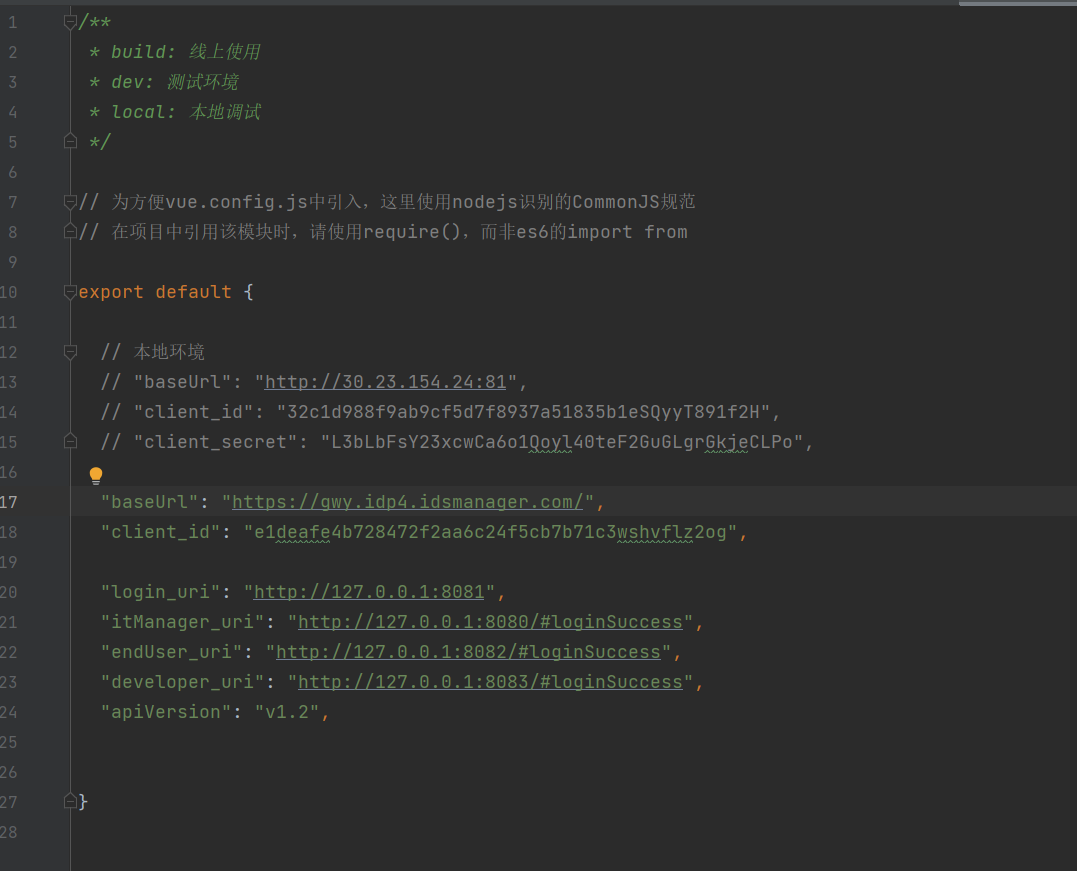 1 /**
2 * build: 线上使用
3 * dev: 测试环境
4 * local: 本地调试
5 */
6
7 // 为方便vue.config.js中引入，这里使用nodejs识别的CommonJS规范
8 // 在项目中引用该模块时，请使用require()，而非es6的import from
9
10 export default {
11
12 // 本地环境
13 // "baseUrl": "http://30.23.154.24:81",
14 // "client_id": "32c1d988f9ab9cf5d7f8937a51835b1eSQyyT891f2H",
15 // "client_secret": "L3bLbFsY23xcwCa6o1Qoyl40teF2GuGLgrGkjeCLPo",
16
17 "baseUrl": "https://gwy.idp4.idsmanager.com/",
18 "client_id": "e1deafe4b728472f2aa6c24f5cb7b71c3wshvflz2og",
19
20 "login_uri": "http://127.0.0.1:8081",
21 "itManager_uri": "http://127.0.0.1:8080/#loginSuccess",
22 "endUser_uri": "http://127.0.0.1:8082/#loginSuccess",
23 "developer_uri": "http://127.0.0.1:8083/#loginSuccess",
24 "apiVersion": "v1.2",
25
26
27 }
28